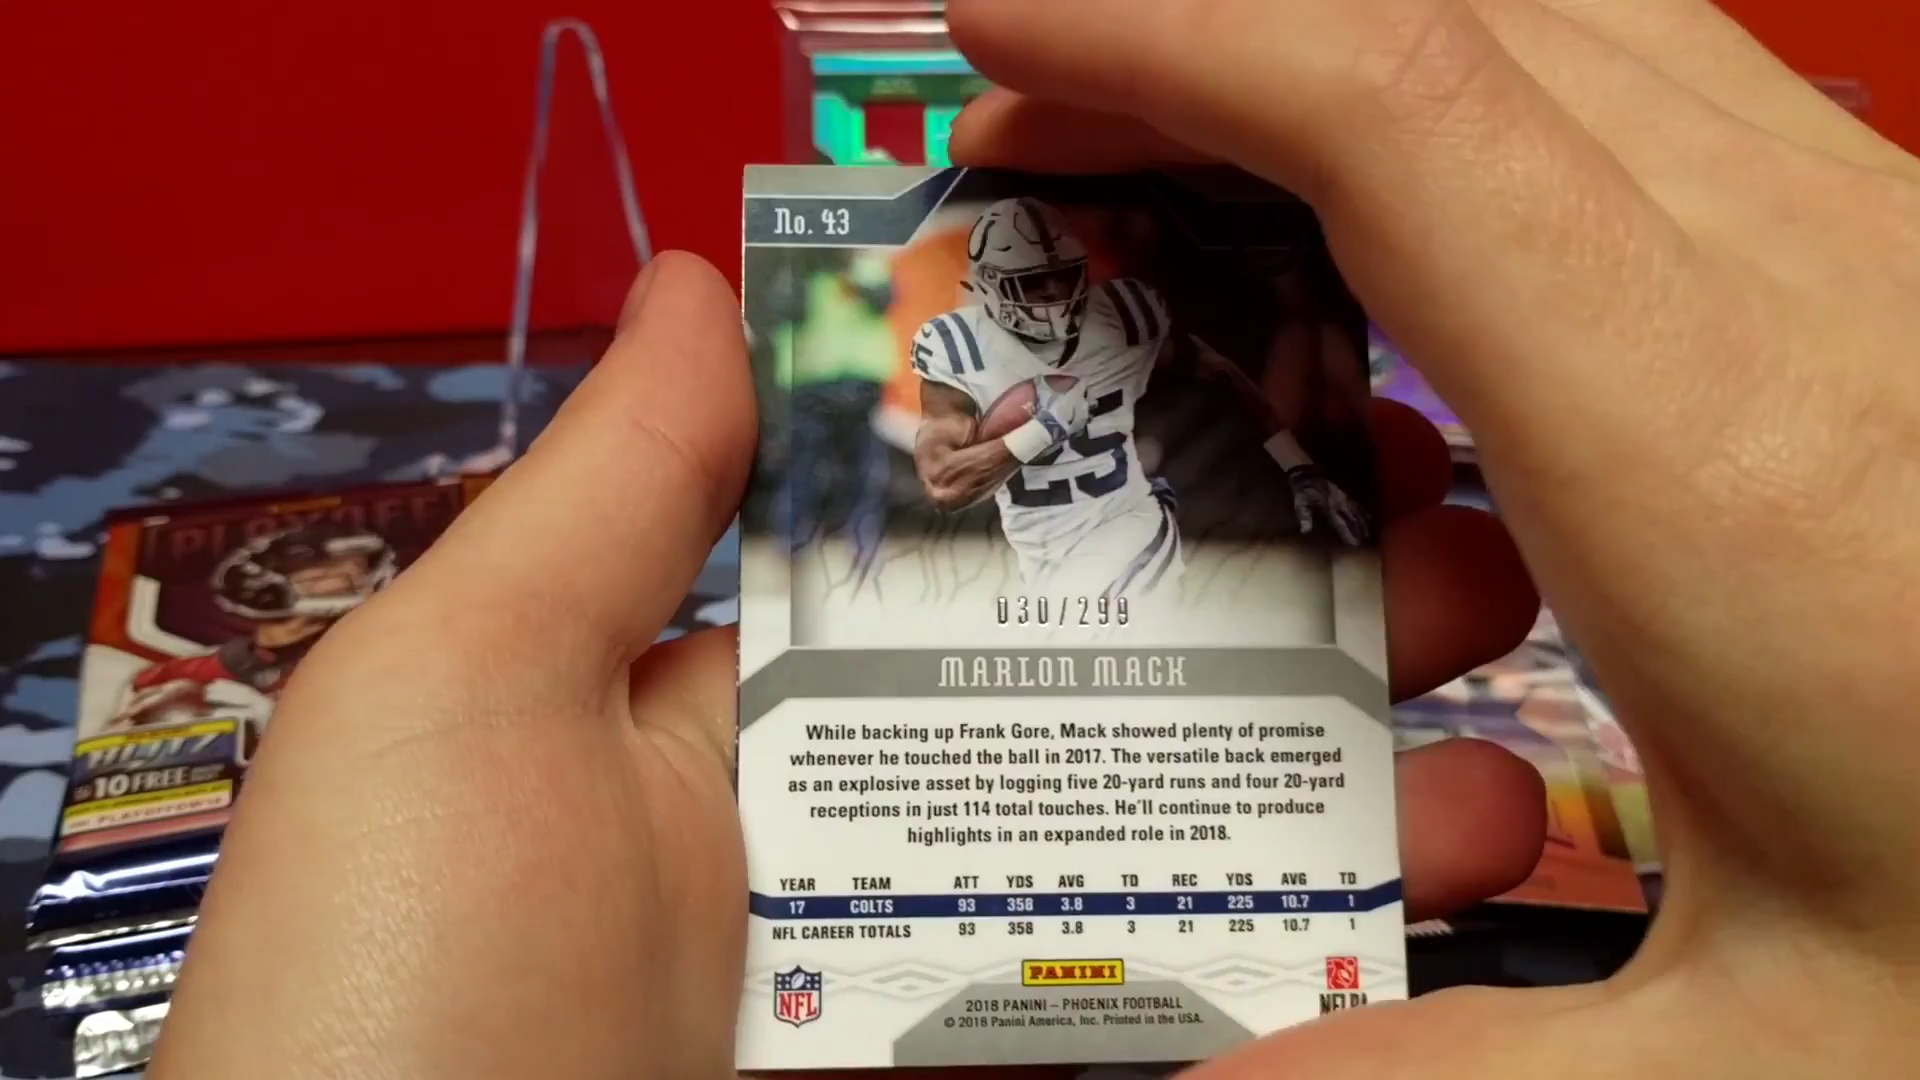 No. 43
25
030/299
MARLON MACK
While backing up Frank Gore, Mack showed plenty of promise
whenever he touched the ball in 2017. The versatile back emerged
as an explosive asset by logging five 20-yard runs and four 20-yard
receptions in just 114 total touches. He'll continue to produce
highlights in an expanded role in 2018.
YEAR TEAM ATT YDS AVG TD REC YDS AVG TD
17 COLTS 93 358 3.8 3 21 225 10.7 1
NFL CAREER TOTALS 93 358 3.8 3 21 225 10.7 1
NFL
PANINI
NFLPA
2018 PANINI – PHOENIX FOOTBALL
© 2018 Panini America, Inc. Printed in the USA.
PLAYOFF
BLITZ
10 FREE